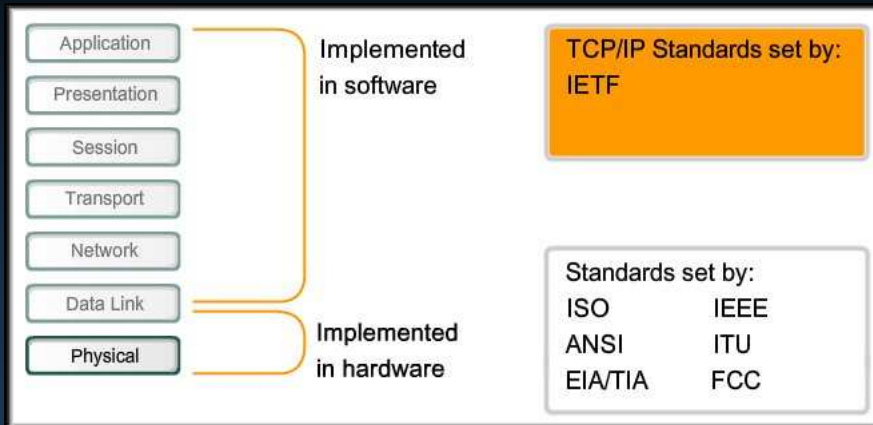 Application
Presentation
Session
Transport
Network
Data Link
Physical
Implemented
in software
Implemented
in hardware
TCP/IP Standards set by:
IETF
Standards set by:
ISO IEEE
ANSI ITU
EIA/TIA FCC